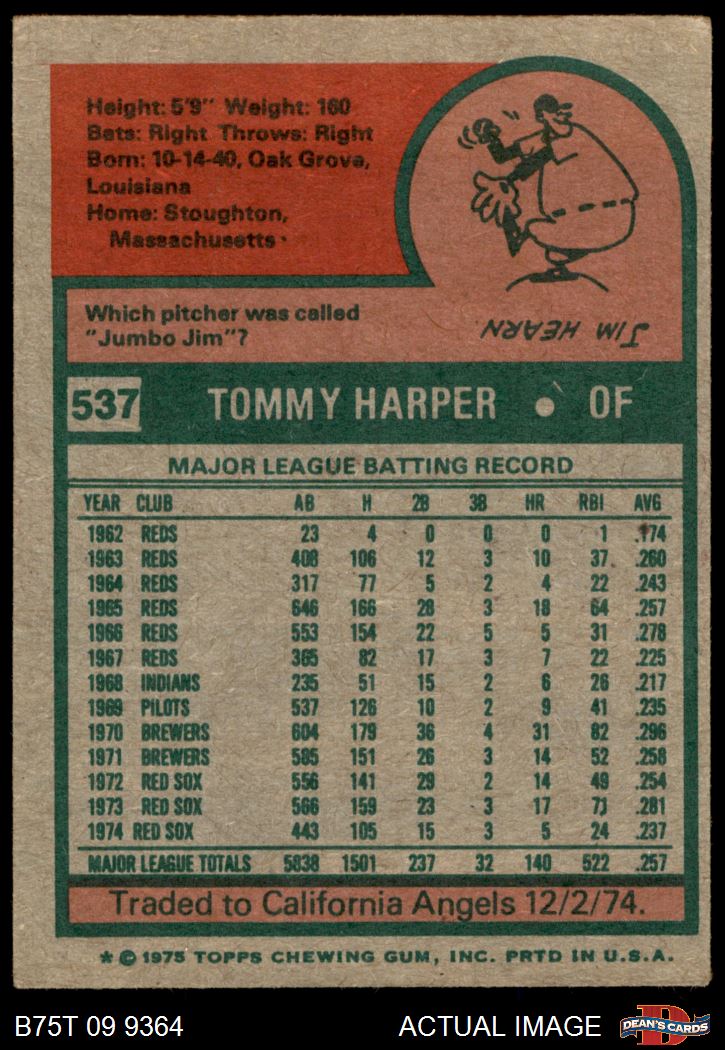 Height: 5'9" Weight: 160
Bats: Right Throws: Right
Born: 10-14-40, Oak Grove,
Louisiana
Home: Stoughton,
Massachusetts
Which pitcher was called
"Jumbo Jim"?
JIM HEARN
537 TOMMY HARPER • OF
MAJOR LEAGUE BATTING RECORD
YEAR CLUB AB H 2B 3B HR RBI AVG
1962 REDS 23 4 0 0 0 1 .174
1963 REDS 408 106 12 3 10 37 .260
1964 REDS 317 77 5 2 4 22 .243
1965 REDS 646 166 28 3 18 64 .257
1966 REDS 553 154 22 5 5 31 .278
1967 REDS 365 82 17 3 7 22 .225
1968 INDIANS 235 51 15 2 6 26 .217
1969 PILOTS 537 126 10 2 9 41 .235
1970 BREWERS 604 179 36 4 31 82 .296
1971 BREWERS 585 151 26 3 14 52 .258
1972 RED SOX 556 141 29 2 14 49 .254
1973 RED SOX 566 159 23 3 17 71 .281
1974 RED SOX 443 105 15 3 5 24 .237
MAJOR LEAGUE TOTALS 5838 1501 237 32 140 522 .257
Traded to California Angels 12/2/74.
* © 1975 TOPPS CHEWING GUM, INC. PRTD IN U.S.A.
B75T 09 9364 ACTUAL IMAGE DEAN'S CARDS